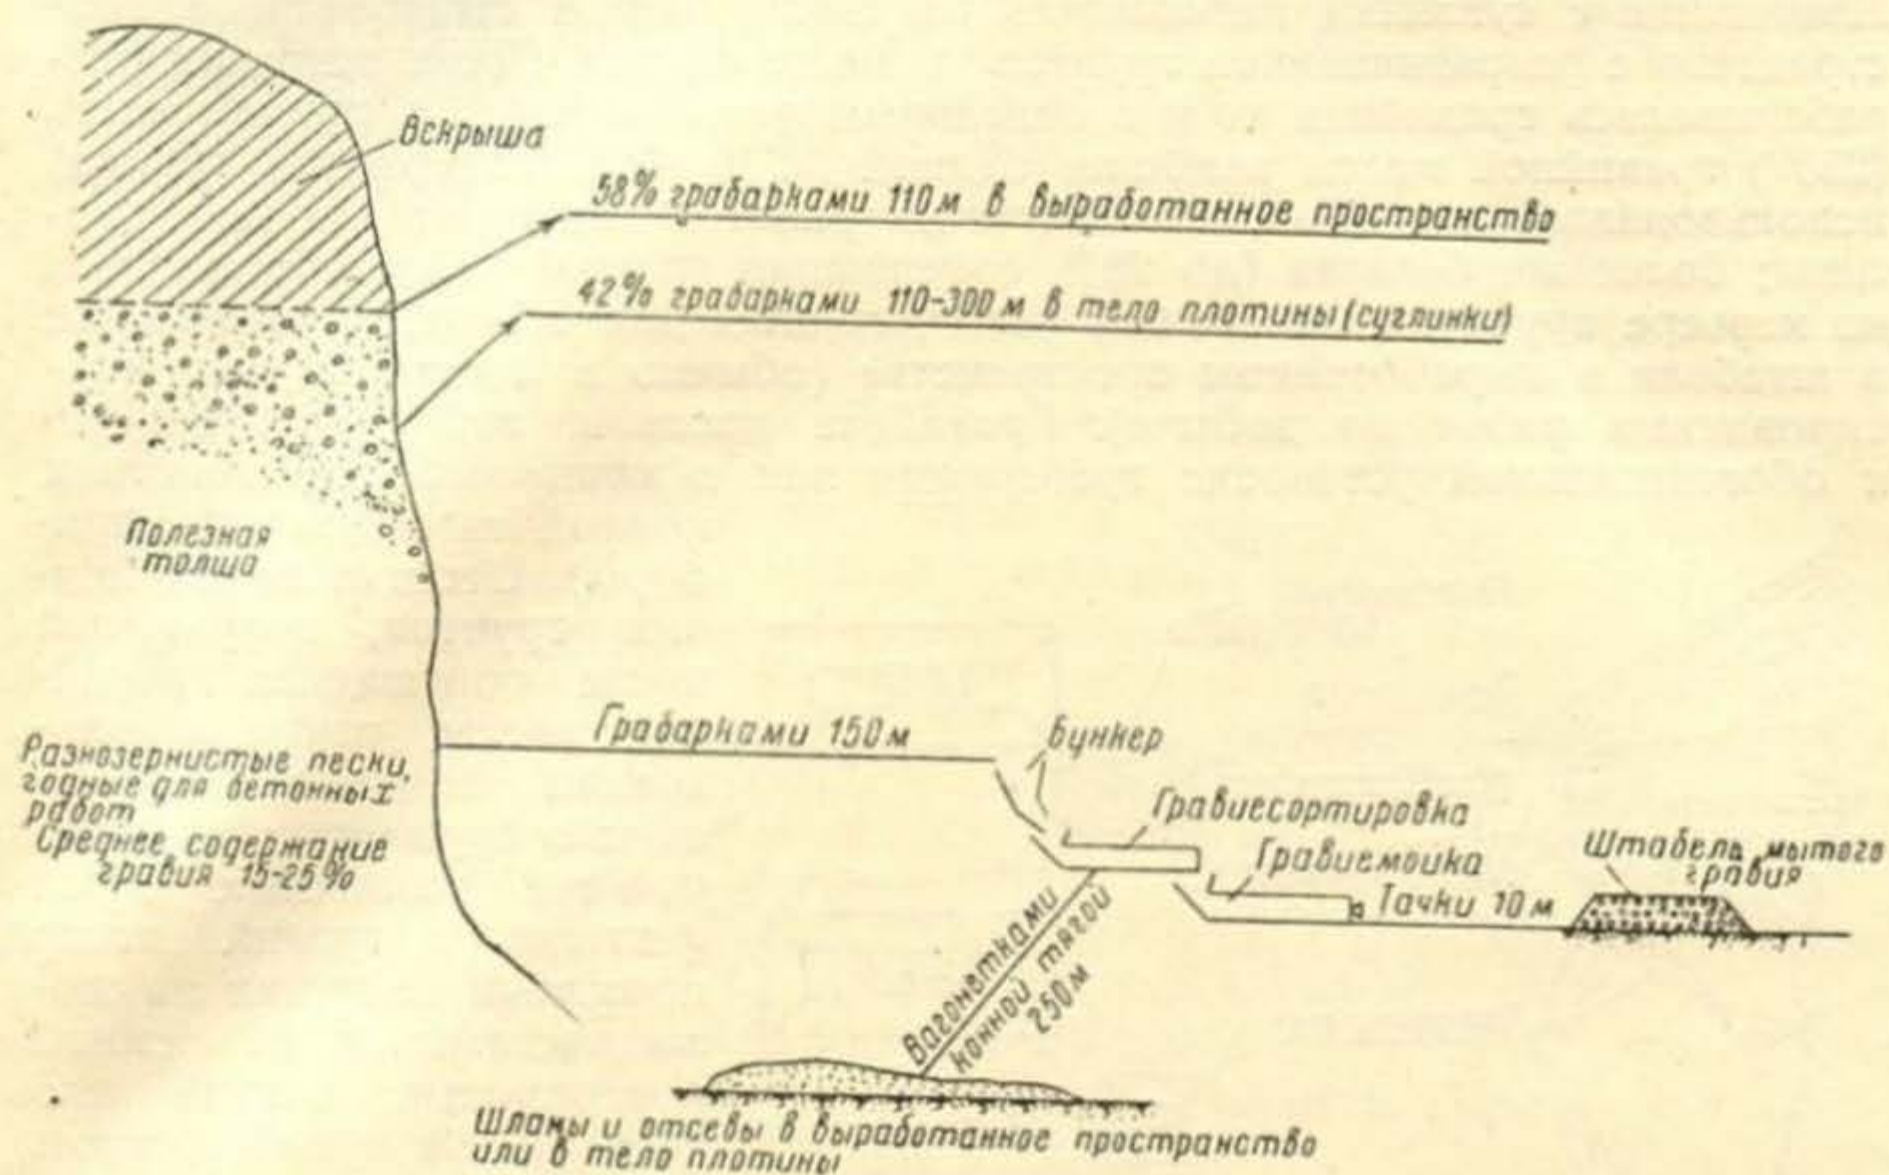 Вскрыша
58% грабарками 110 м в выработанное пространство
42% грабарками 110-300 м в тело плотины (суглинки)
Полезная
толща
Грабарками 150 м
Бункер
Разнозернистые пески,
годные для бетонных
работ
Среднее содержание
гравия 15-25%
Гравиесортировка
Гравиемойка
Тачки 10 м
Штабель мытого
гравия
Вагонетками
конной тягой
250 м
Шламы и отсевы в выработанное пространство
или в тело плотины